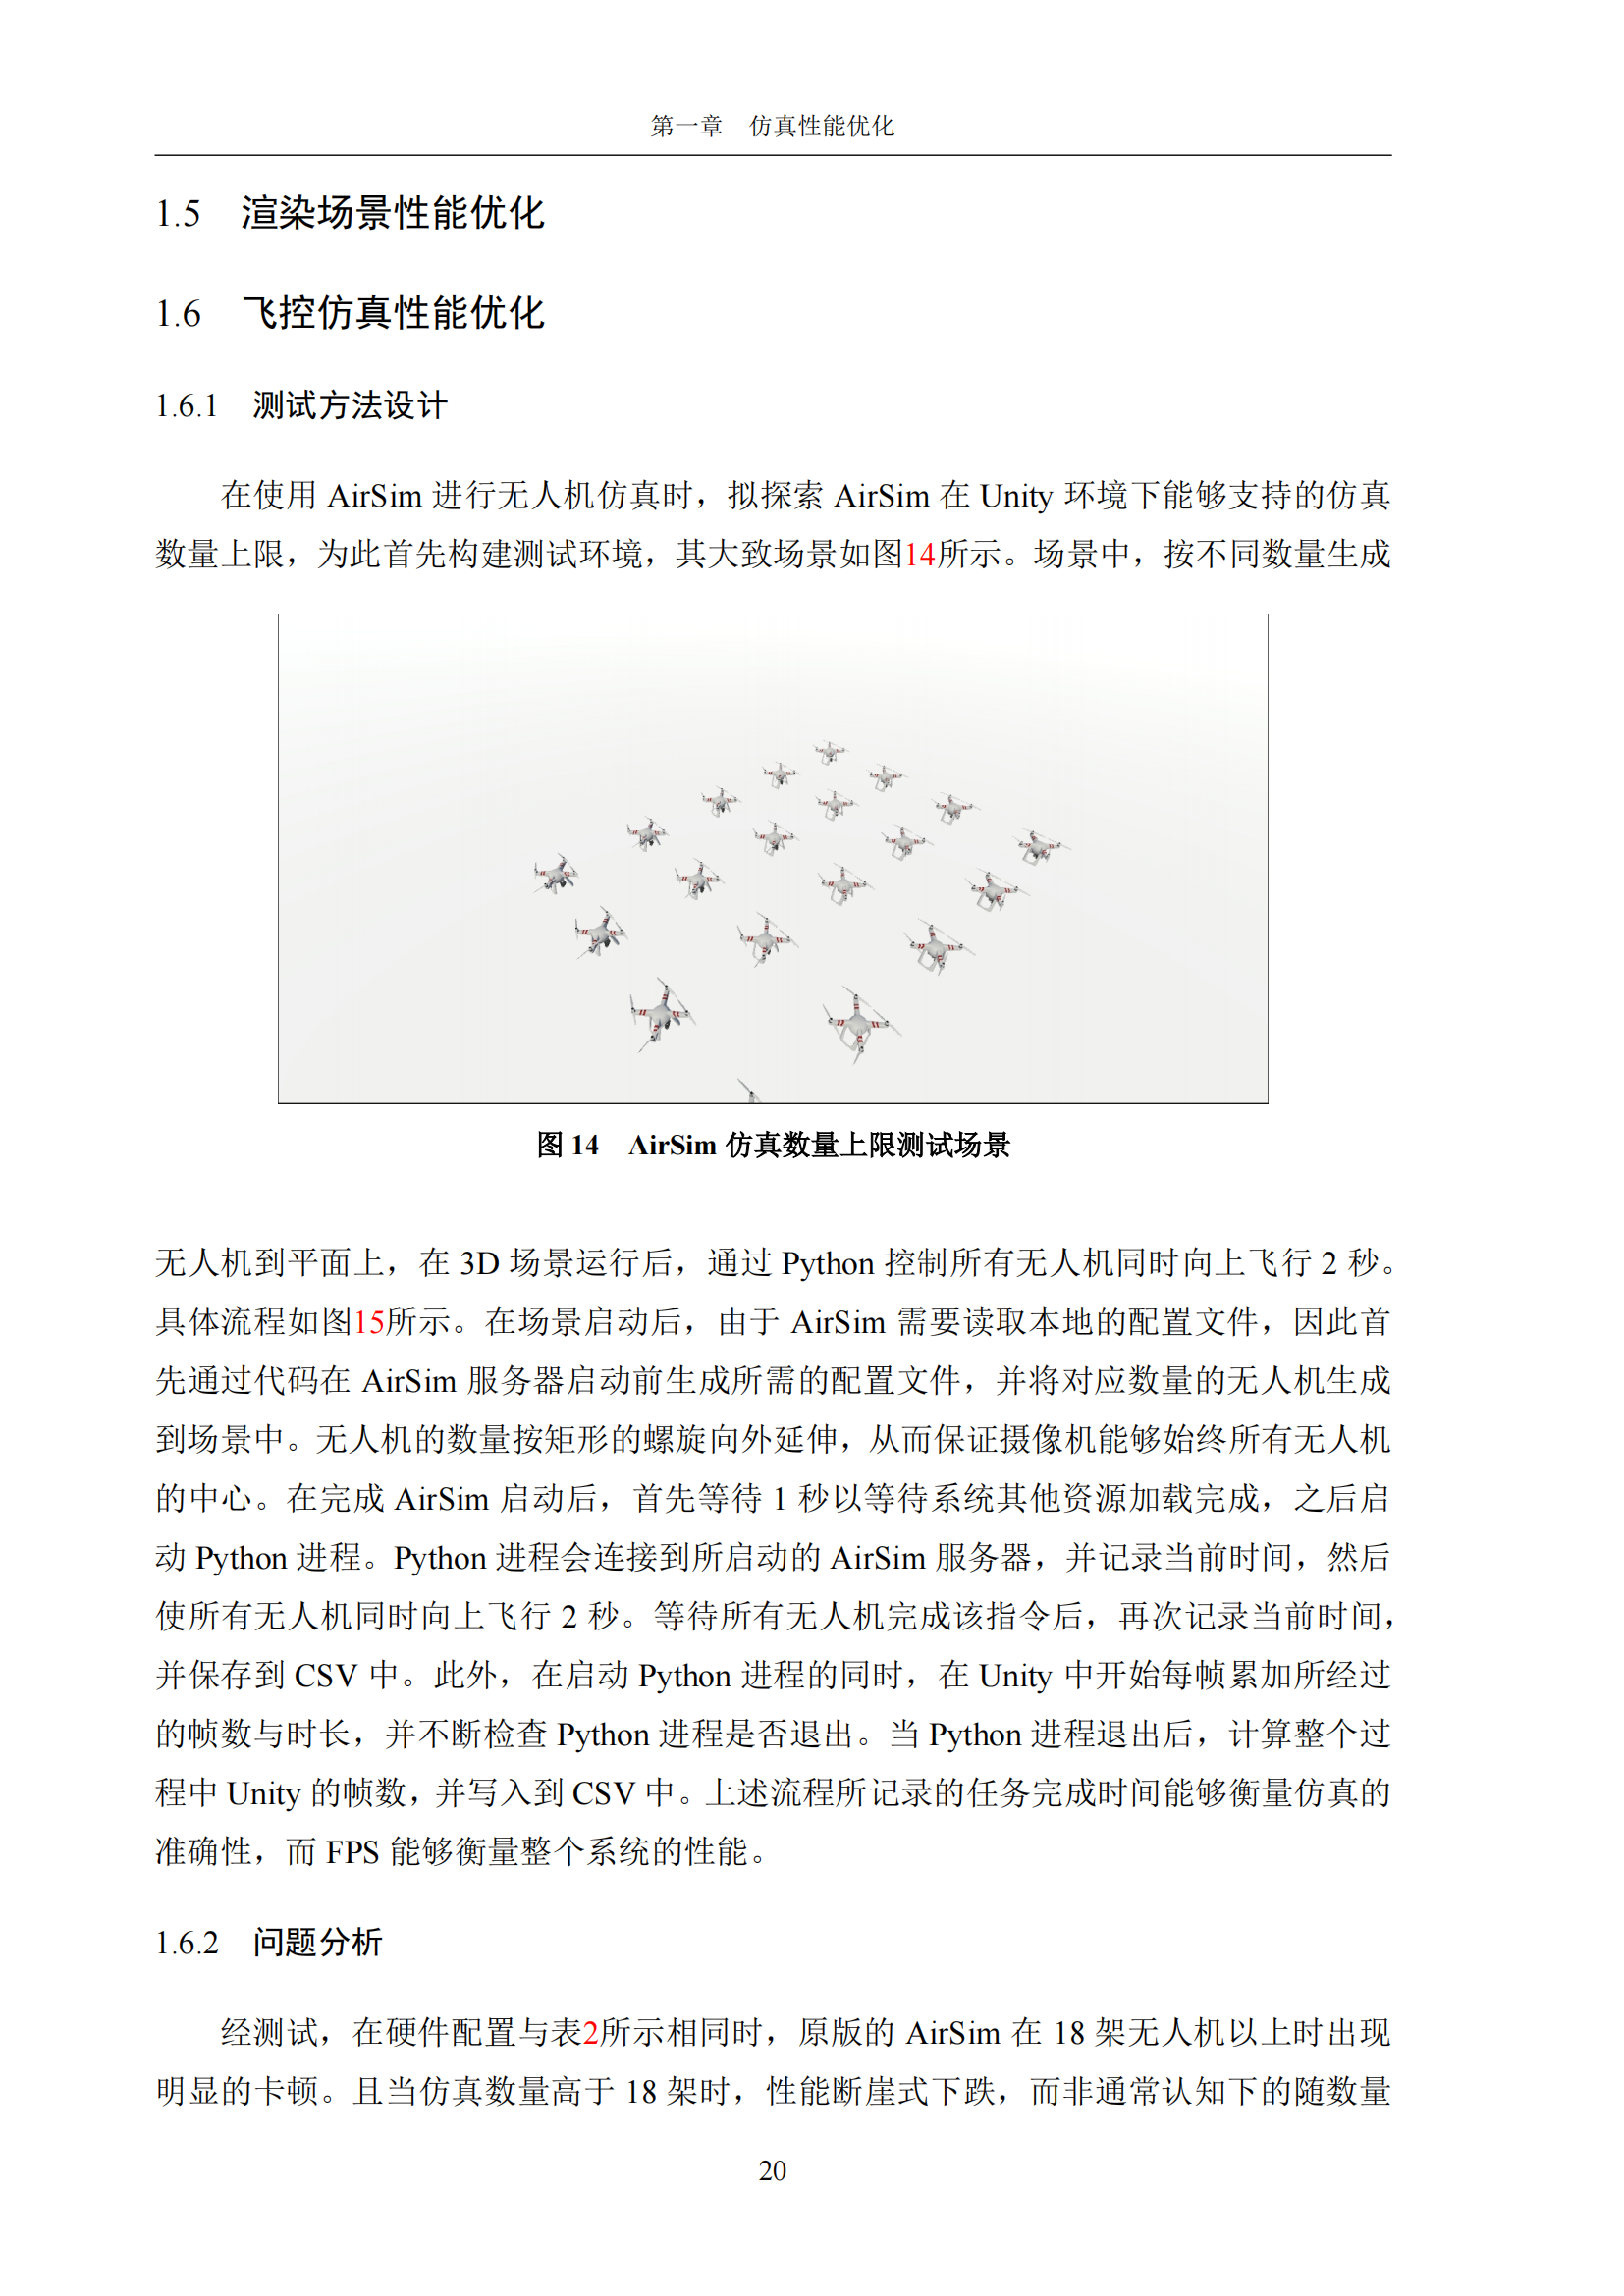 第一章 仿真性能优化
1.5 渲染场景性能优化
1.6 飞控仿真性能优化
1.6.1 测试方法设计
在使用 AirSim 进行无人机仿真时，拟探索 AirSim 在 Unity 环境下能够支持的仿真
数量上限，为此首先构建测试环境，其大致场景如图14所示。场景中，按不同数量生成
图 14 AirSim 仿真数量上限测试场景
无人机到平面上，在 3D 场景运行后，通过 Python 控制所有无人机同时向上飞行 2 秒。
具体流程如图15所示。在场景启动后，由于 AirSim 需要读取本地的配置文件，因此首
先通过代码在 AirSim 服务器启动前生成所需的配置文件，并将对应数量的无人机生成
到场景中。无人机的数量按矩形的螺旋向外延伸，从而保证摄像机能够始终所有无人机
的中心。在完成 AirSim 启动后，首先等待 1 秒以等待系统其他资源加载完成，之后启
动 Python 进程。Python 进程会连接到所启动的 AirSim 服务器，并记录当前时间，然后
使所有无人机同时向上飞行 2 秒。等待所有无人机完成该指令后，再次记录当前时间，
并保存到 CSV 中。此外，在启动 Python 进程的同时，在 Unity 中开始每帧累加所经过
的帧数与时长，并不断检查 Python 进程是否退出。当 Python 进程退出后，计算整个过
程中 Unity 的帧数，并写入到 CSV 中。上述流程所记录的任务完成时间能够衡量仿真的
准确性，而 FPS 能够衡量整个系统的性能。
1.6.2 问题分析
经测试，在硬件配置与表2所示相同时，原版的 AirSim 在 18 架无人机以上时出现
明显的卡顿。且当仿真数量高于 18 架时，性能断崖式下跌，而非通常认知下的随数量
20